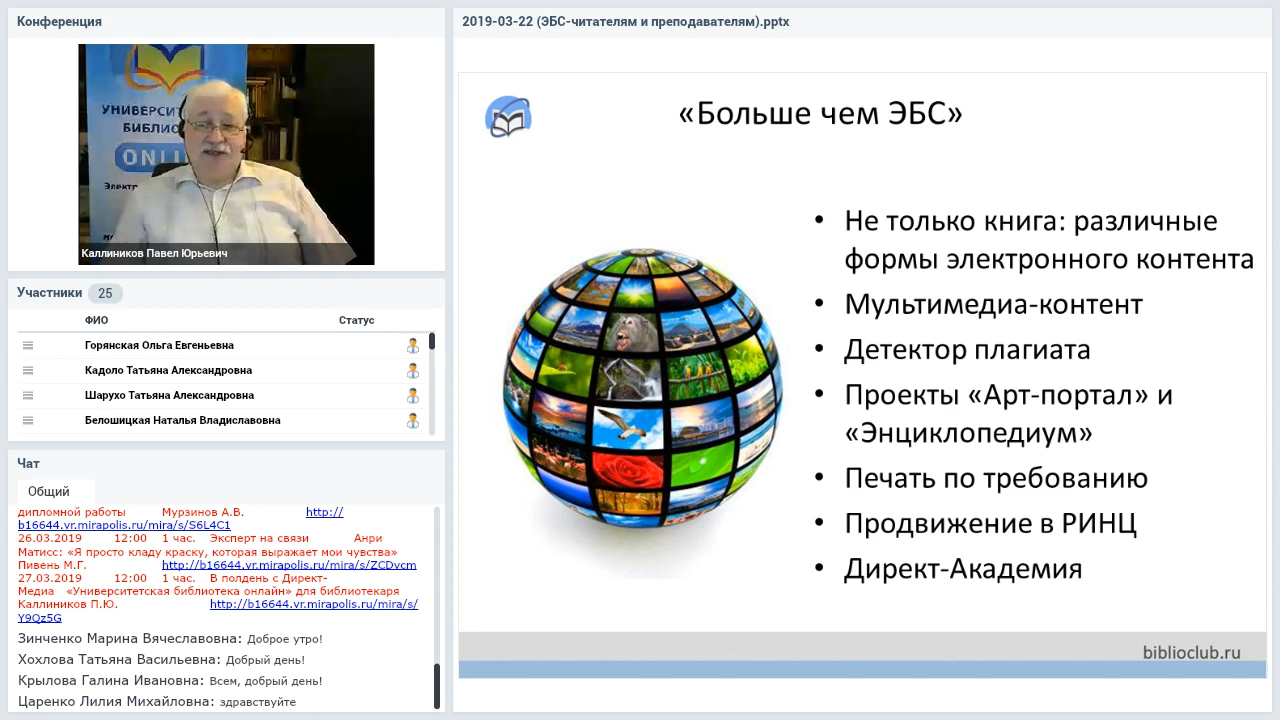 Конференция
УНИВЕРСИТ
БИБЛИО
ONLI
Электр
Каллиников Павел Юрьевич
Участники 25
ФИО Статус
Горянская Ольга Евгеньевна
Кадоло Татьяна Александровна
Шарухо Татьяна Александровна
Белошицкая Наталья Владиславовна
Чат
Общий
дипломной работы Мурзинов А.В. http://
b16644.vr.mirapolis.ru/mira/s/S6L4C1
26.03.2019 12:00 1 час. Эксперт на связи Анри
Матисс: «Я просто кладу краску, которая выражает мои чувства»
Пивень М.Г. http://b16644.vr.mirapolis.ru/mira/s/ZCDvcm
27.03.2019 12:00 1 час. В полдень с Директ-
Медиа «Университетская библиотека онлайн» для библиотекаря
Каллиников П.Ю. http://b16644.vr.mirapolis.ru/mira/s/
Y9Qz5G
Зинченко Марина Вячеславовна: Доброе утро!
Хохлова Татьяна Васильевна: Добрый день!
Крылова Галина Ивановна: Всем, добрый день!
Царенко Лилия Михайловна: здравствуйте
2019-03-22 (ЭБС-читателям и преподавателям).pptx
«Больше чем ЭБС»
• Не только книга: различные
формы электронного контента
• Мультимедиа-контент
• Детектор плагиата
• Проекты «Арт-портал» и
«Энциклопедиум»
• Печать по требованию
• Продвижение в РИНЦ
• Директ-Академия
biblioclub.ru